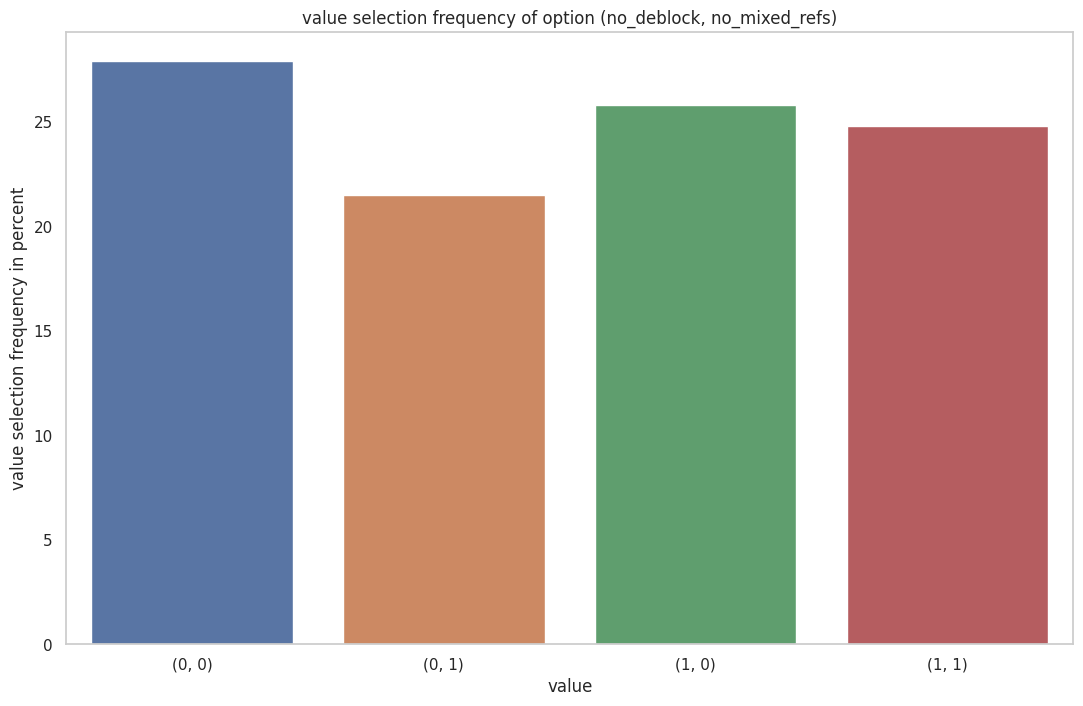 value selection frequency of option (no_deblock, no_mixed_refs)
value selection frequency in percent
25
20
15
10
5
0
(0, 0) (0, 1) (1, 0) (1, 1)
value